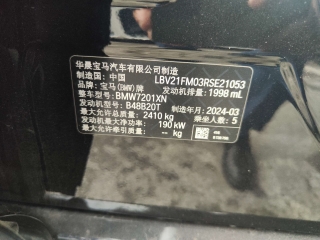 华晨宝马汽车有限公司制造
制造国：中国 LBV21FM03RSE21053
品牌：宝马(BMW)牌 发动机排量：1998 mL
整车型号：BMW7201XN
发动机型号：B48B20T 制造年月：2024-03
最大允许总质量：2410 kg 乘坐人数：5
发动机最大净功率：190 kW
最大允许牵引质量：-- kg